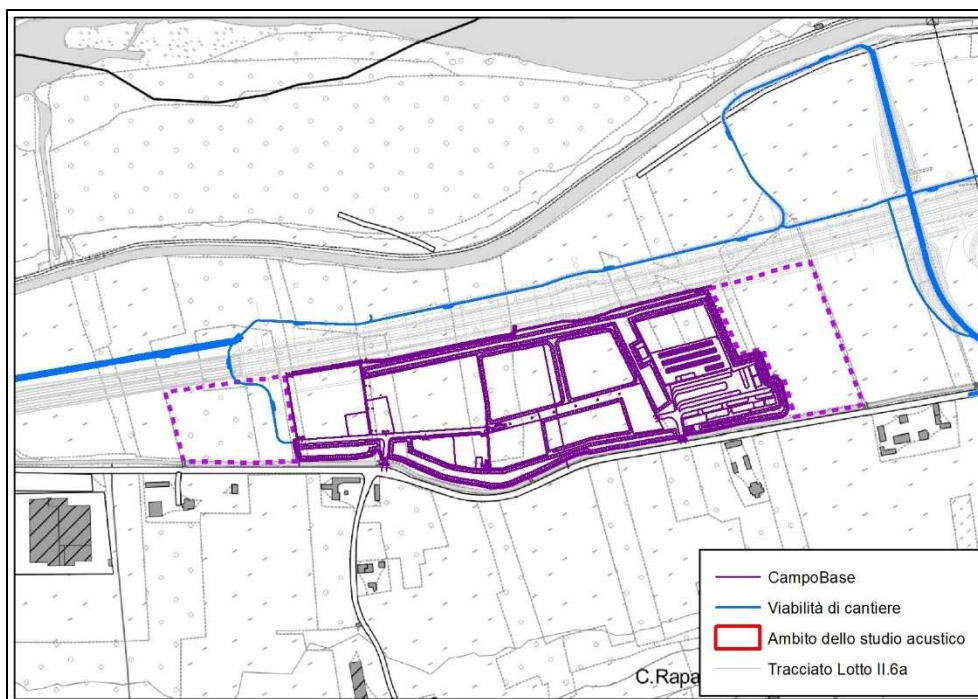 CampoBase
Viabilità di cantiere
Ambito dello studio acustico
Tracciato Lotto II.6a
C.Rapa